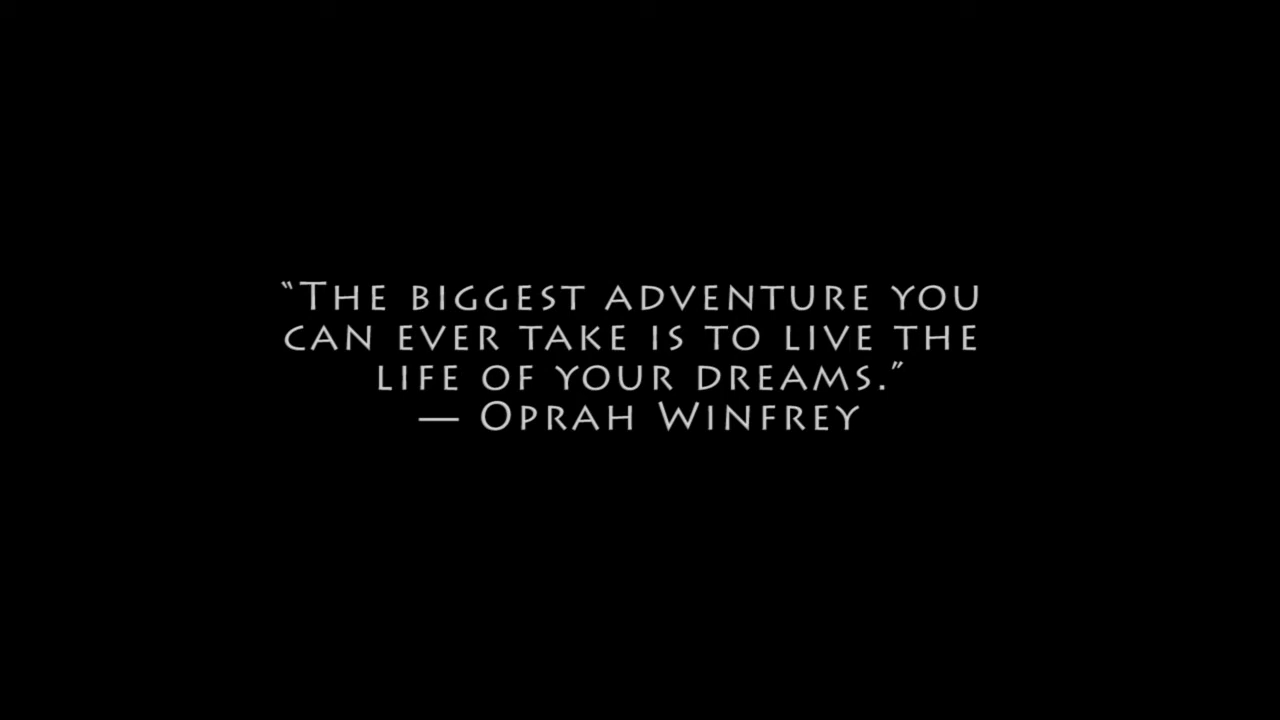 “The biggest adventure you
can ever take is to live the
life of your dreams.”
— Oprah Winfrey